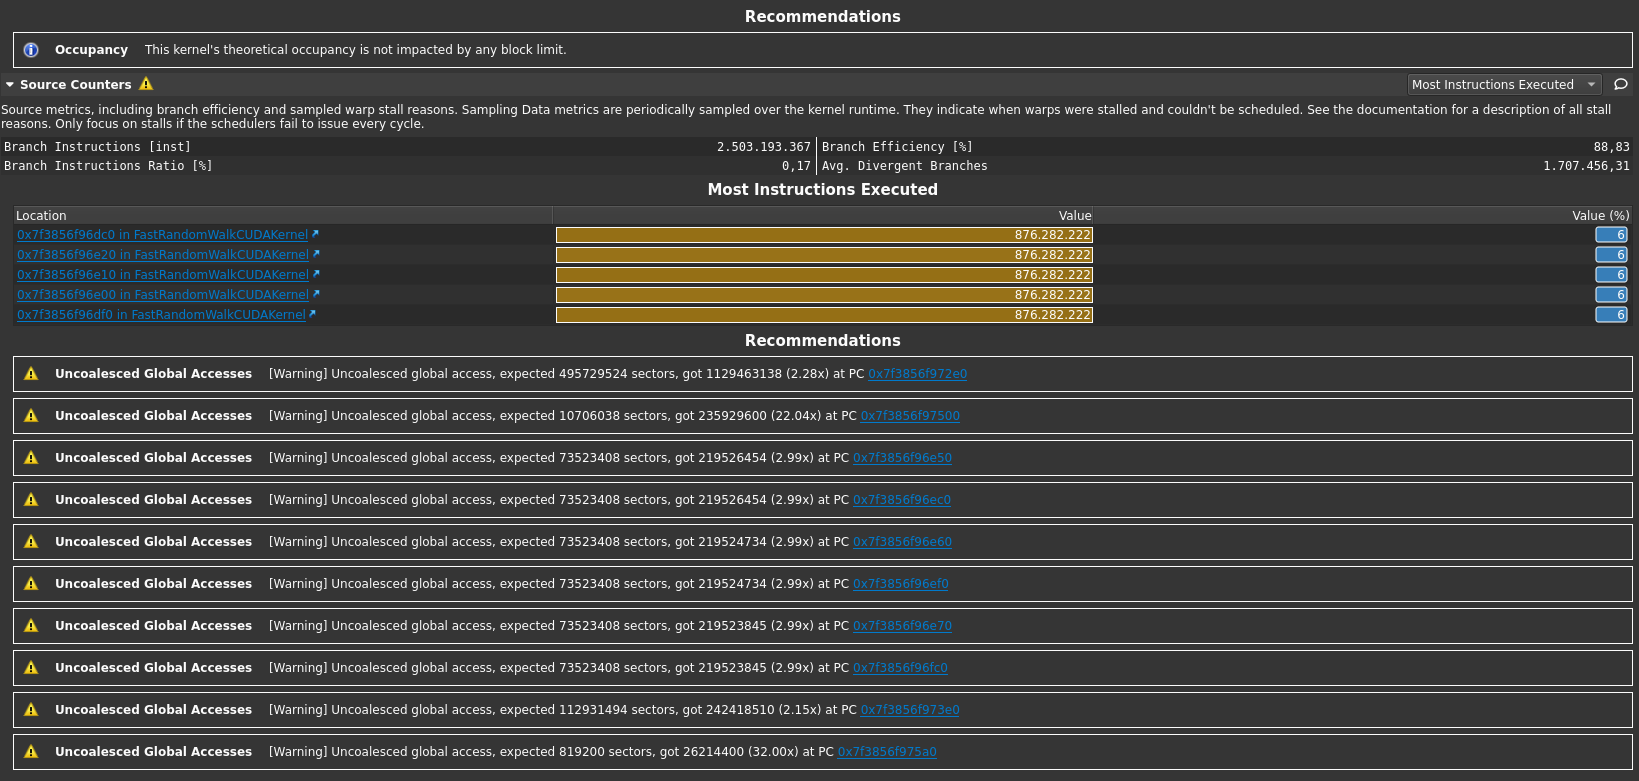 Recommendations
Occupancy This kernel's theoretical occupancy is not impacted by any block limit.
Source Counters Most Instructions Executed
Source metrics, including branch efficiency and sampled warp stall reasons. Sampling Data metrics are periodically sampled over the kernel runtime. They indicate when warps were stalled and couldn't be scheduled. See the documentation for a description of all stall
reasons. Only focus on stalls if the schedulers fail to issue every cycle.
Branch Instructions [inst] 2.503.193.367 Branch Efficiency [%] 88,83
Branch Instructions Ratio [%] 0,17 Avg. Divergent Branches 1.707.456,31
Most Instructions Executed
Location Value Value (%)
0x7f3856f96dc0 in FastRandomWalkCUDAKernel 876.282.222 6
0x7f3856f96e20 in FastRandomWalkCUDAKernel 876.282.222 6
0x7f3856f96e10 in FastRandomWalkCUDAKernel 876.282.222 6
0x7f3856f96e00 in FastRandomWalkCUDAKernel 876.282.222 6
0x7f3856f96df0 in FastRandomWalkCUDAKernel 876.282.222 6
Recommendations
Uncoalesced Global Accesses [Warning] Uncoalesced global access, expected 495729524 sectors, got 1129463138 (2.28x) at PC 0x7f3856f972e0
Uncoalesced Global Accesses [Warning] Uncoalesced global access, expected 10706038 sectors, got 235929600 (22.04x) at PC 0x7f3856f97500
Uncoalesced Global Accesses [Warning] Uncoalesced global access, expected 73523408 sectors, got 219526454 (2.99x) at PC 0x7f3856f96e50
Uncoalesced Global Accesses [Warning] Uncoalesced global access, expected 73523408 sectors, got 219526454 (2.99x) at PC 0x7f3856f96ec0
Uncoalesced Global Accesses [Warning] Uncoalesced global access, expected 73523408 sectors, got 219524734 (2.99x) at PC 0x7f3856f96e60
Uncoalesced Global Accesses [Warning] Uncoalesced global access, expected 73523408 sectors, got 219524734 (2.99x) at PC 0x7f3856f96ef0
Uncoalesced Global Accesses [Warning] Uncoalesced global access, expected 73523408 sectors, got 219523845 (2.99x) at PC 0x7f3856f96e70
Uncoalesced Global Accesses [Warning] Uncoalesced global access, expected 73523408 sectors, got 219523845 (2.99x) at PC 0x7f3856f96fc0
Uncoalesced Global Accesses [Warning] Uncoalesced global access, expected 112931494 sectors, got 242418510 (2.15x) at PC 0x7f3856f973e0
Uncoalesced Global Accesses [Warning] Uncoalesced global access, expected 819200 sectors, got 26214400 (32.00x) at PC 0x7f3856f975a0